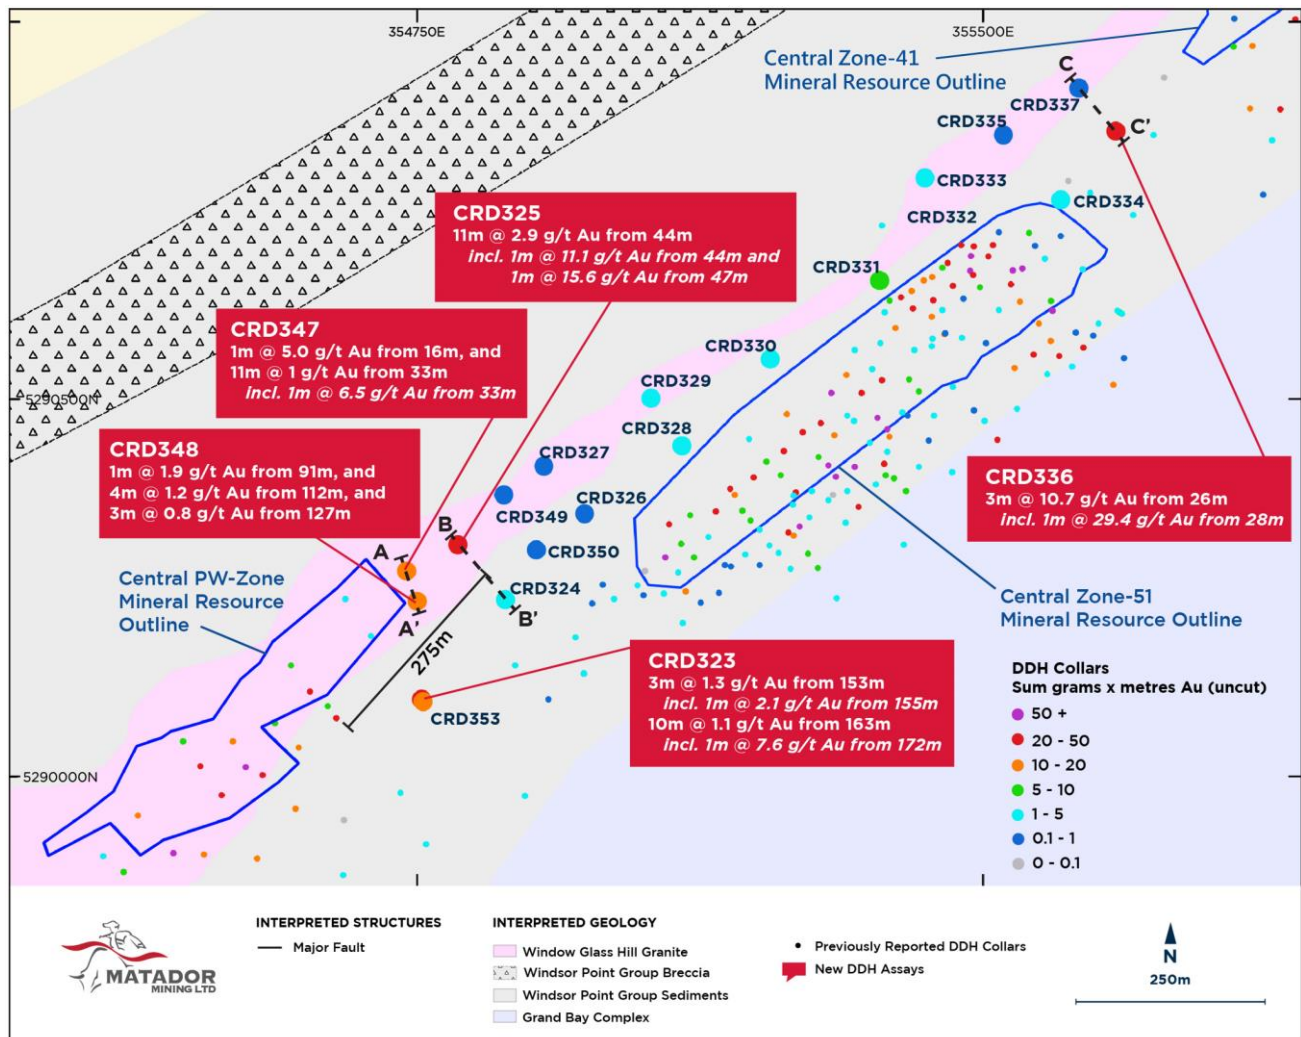 354750E
355500E
Central Zone-41
Mineral Resource Outline
C
CRD337
C'
CRD335
CRD333
CRD334
CRD332
CRD325
11m @ 2.9 g/t Au from 44m
incl. 1m @ 11.1 g/t Au from 44m and
1m @ 15.6 g/t Au from 47m
CRD331
CRD347
1m @ 5.0 g/t Au from 16m, and
11m @ 1 g/t Au from 33m
incl. 1m @ 6.5 g/t Au from 33m
CRD330
CRD329
5290500N
CRD328
CRD348
1m @ 1.9 g/t Au from 91m, and
4m @ 1.2 g/t Au from 112m, and
3m @ 0.8 g/t Au from 127m
CRD327
CRD336
3m @ 10.7 g/t Au from 26m
incl. 1m @ 29.4 g/t Au from 28m
CRD326
CRD349
B
CRD350
A
Central PW-Zone
Mineral Resource
Outline
CRD324
B'
A'
Central Zone-51
Mineral Resource Outline
275m
CRD323
3m @ 1.3 g/t Au from 153m
incl. 1m @ 2.1 g/t Au from 155m
10m @ 1.1 g/t Au from 163m
incl. 1m @ 7.6 g/t Au from 172m
CRD353
5290000N
DDH Collars
Sum grams x metres Au (uncut)
50 +
20 - 50
10 - 20
5 - 10
1 - 5
0.1 - 1
0 - 0.1
MATADOR
MINING LTD
INTERPRETED STRUCTURES
Major Fault
INTERPRETED GEOLOGY
Window Glass Hill Granite
Windsor Point Group Breccia
Windsor Point Group Sediments
Grand Bay Complex
Previously Reported DDH Collars
New DDH Assays
N
250m